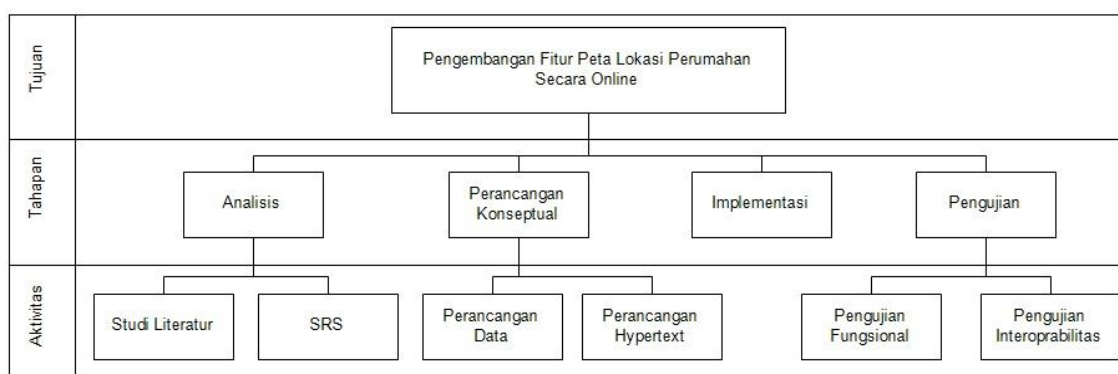 Tujuan
Pengembangan Fitur Peta Lokasi Perumahan
Secara Online
Tahapan
Analisis
Perancangan
Konseptual
Implementasi
Pengujian
Aktivitas
Studi Literatur
SRS
Perancangan
Data
Perancangan
Hypertext
Pengujian
Fungsional
Pengujian
Interoprabilitas